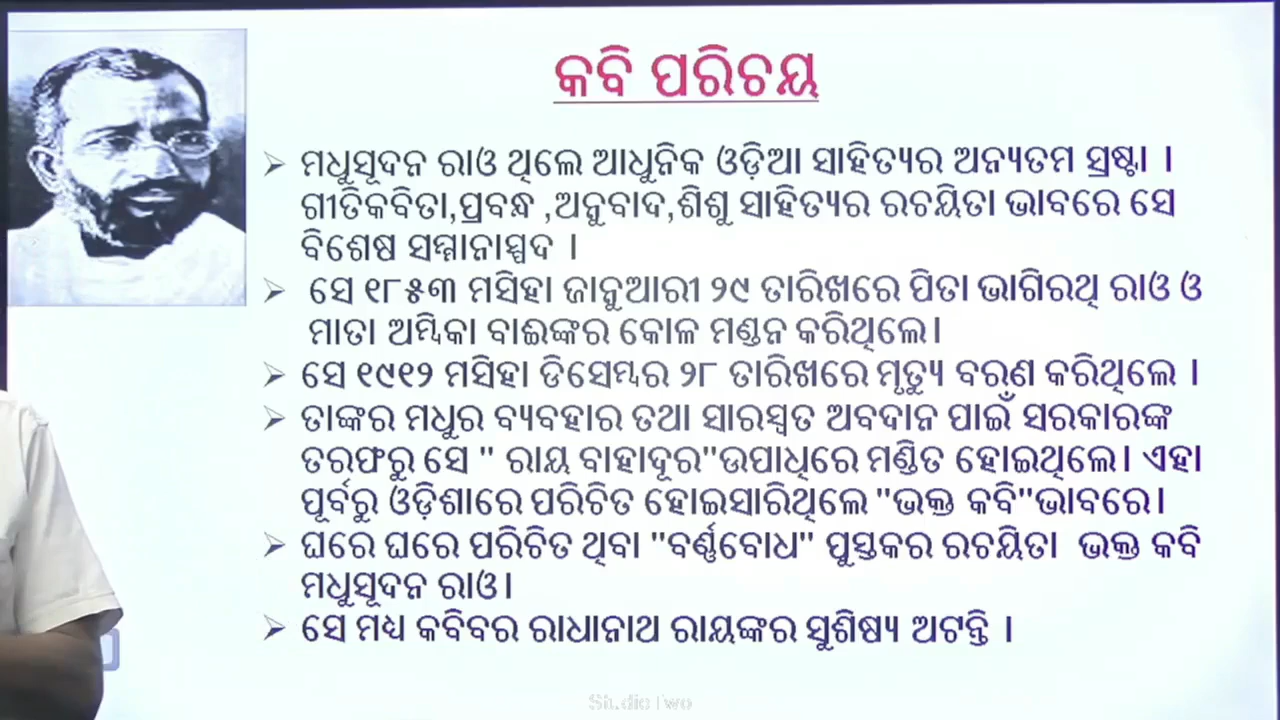 କବି ପରିଚୟ
➢ ମଧୁସୂଦନ ରାଓ ଥିଲେ ଆଧୁନିକ ଓଡ଼ିଆ ସାହିତ୍ୟର ଅନ୍ୟତମ ସ୍ରଷ୍ଟା ।
ଗୀତିକବିତା,ପ୍ରବନ୍ଧ ,ଅନୁବାଦ,ଶିଶୁ ସାହିତ୍ୟର ରଚୟିତା ଭାବରେ ସେ
ବିଶେଷ ସମ୍ମାନାସ୍ପଦ ।
➢ ସେ ୧୮୫୩ ମସିହା ଜାନୁଆରୀ ୨୯ ତାରିଖରେ ପିତା ଭାଗିରଥି ରାଓ ଓ
ମାତା ଅମ୍ବିକା ବାଈଙ୍କର କୋଳ ମଣ୍ଡନ କରିଥିଲେ।
➢ ସେ ୧୯୧୨ ମସିହା ଡିସେମ୍ବର ୨୮ ତାରିଖରେ ମୃତ୍ୟୁ ବରଣ କରିଥିଲେ ।
➢ ତାଙ୍କର ମଧୁର ବ୍ୟବହାର ତଥା ସାରସ୍ୱତ ଅବଦାନ ପାଇଁ ସରକାରଙ୍କ
ତରଫରୁ ସେ " ରାୟ ବାହାଦୂର"ଉପାଧିରେ ମଣ୍ଡିତ ହୋଇଥିଲେ। ଏହା
ପୂର୍ବରୁ ଓଡ଼ିଶାରେ ପରିଚିତ ହୋଇସାରିଥିଲେ "ଭକ୍ତ କବି"ଭାବରେ।
➢ ଘରେ ଘରେ ପରିଚିତ ଥିବା "ବର୍ଣ୍ଣବୋଧ" ପୁସ୍ତକର ରଚୟିତା ଭକ୍ତ କବି
ମଧୁସୂଦନ ରାଓ।
➢ ସେ ମଧ୍ୟ କବିବର ରାଧାନାଥ ରାୟଙ୍କର ସୁଶିଷ୍ୟ ଅଟନ୍ତି ।
Studio Two